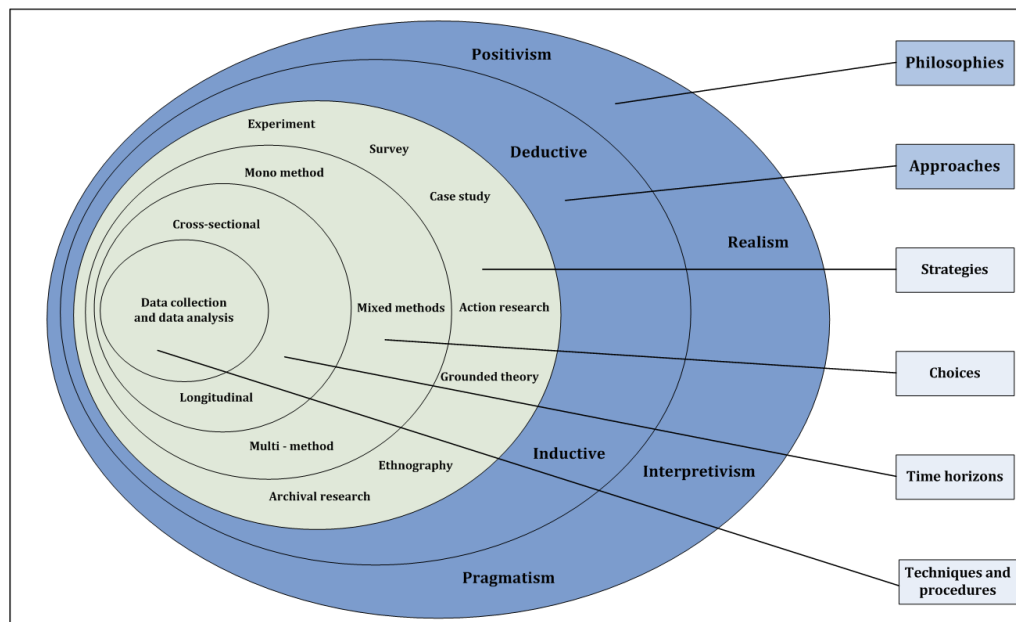 Positivism
Philosophies
Experiment
Survey
Deductive
Mono method
Approaches
Case study
Cross-sectional
Realism
Strategies
Data collection
and data analysis
Mixed methods
Action research
Choices
Grounded theory
Longitudinal
Multi - method
Inductive
Ethnography
Interpretivism
Time horizons
Archival research
Pragmatism
Techniques and
procedures